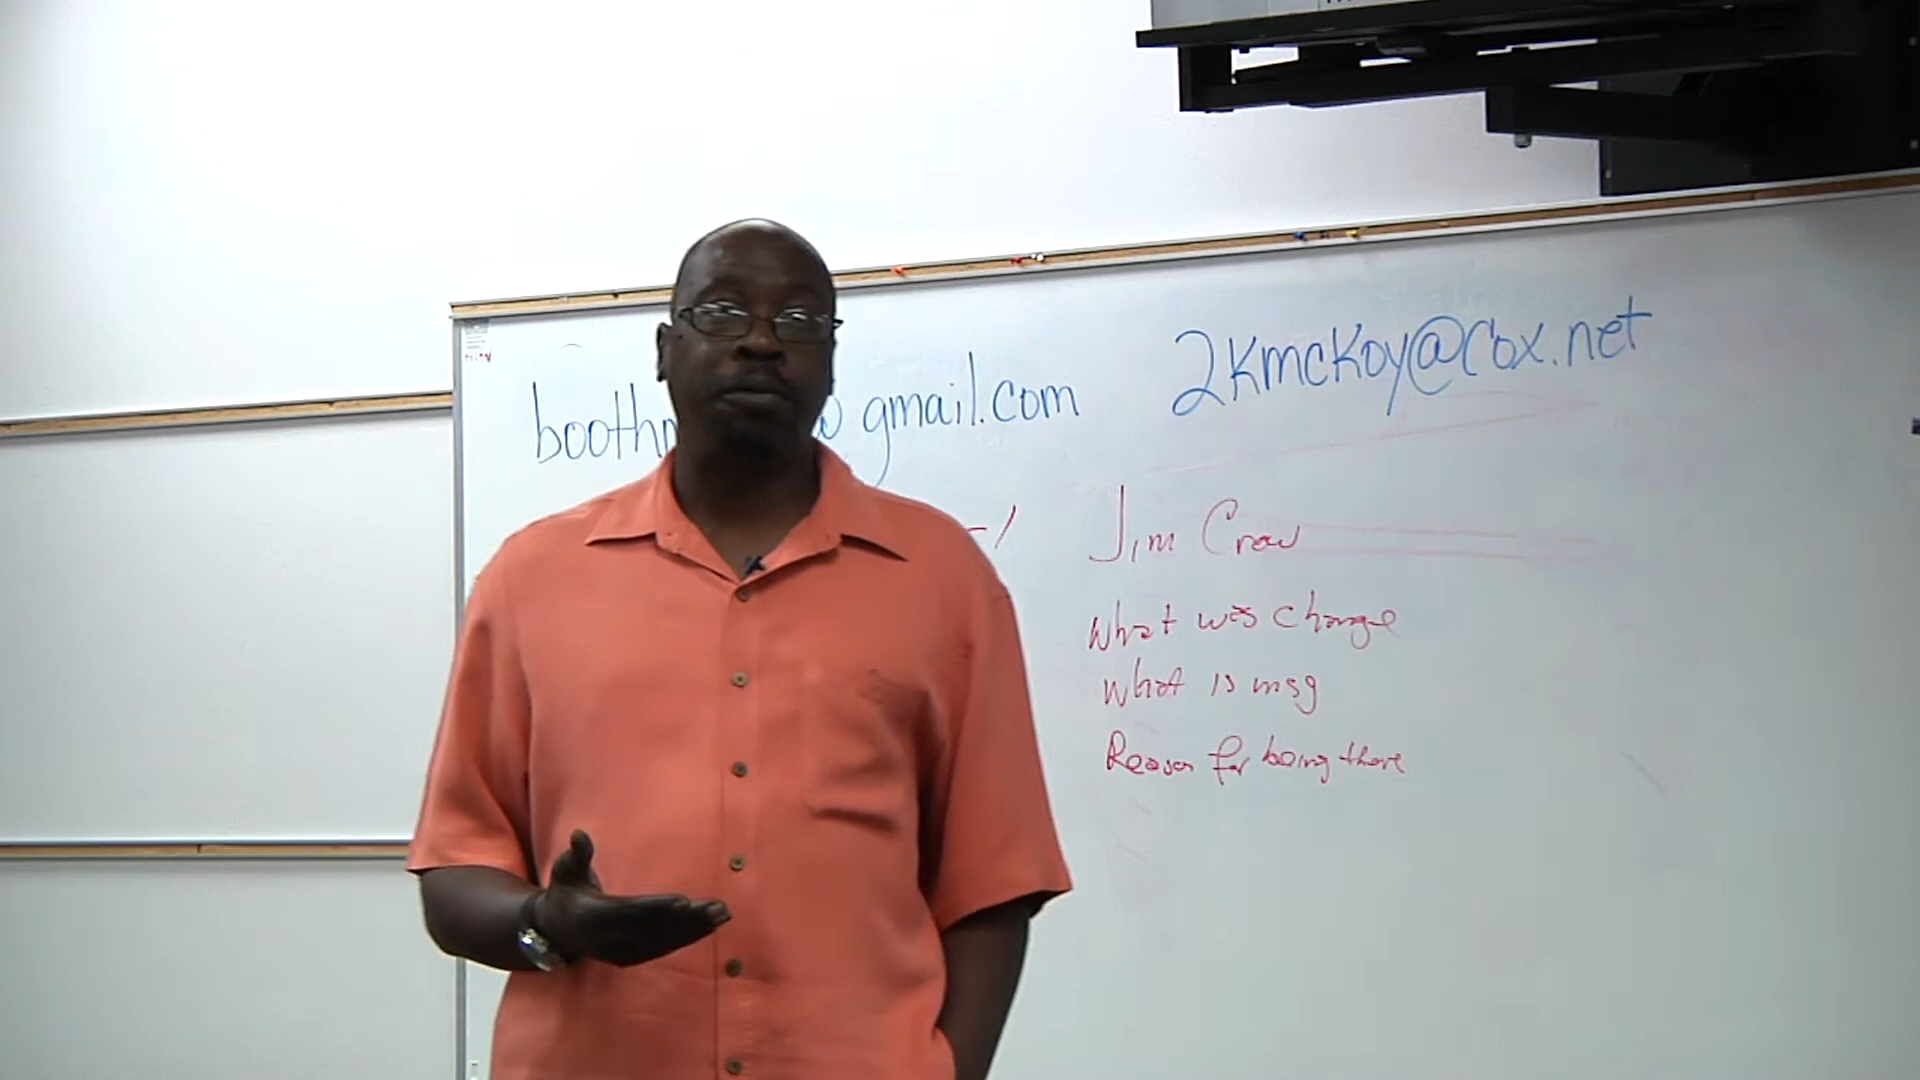 @gmail.com
2kmcKoy@cox.net
Jim Crow
What was change
What is msg
Reason for being there